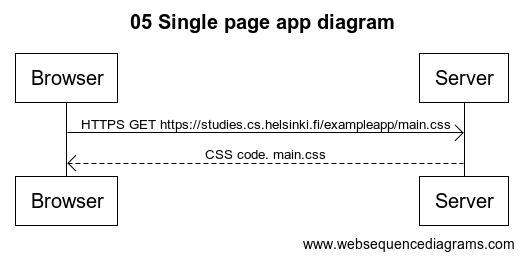 05 Single page app diagram
Browser
Server
HTTPS GET https://studies.cs.helsinki.fi/exampleapp/main.css
CSS code. main.css
Browser
Server
www.websequencediagrams.com